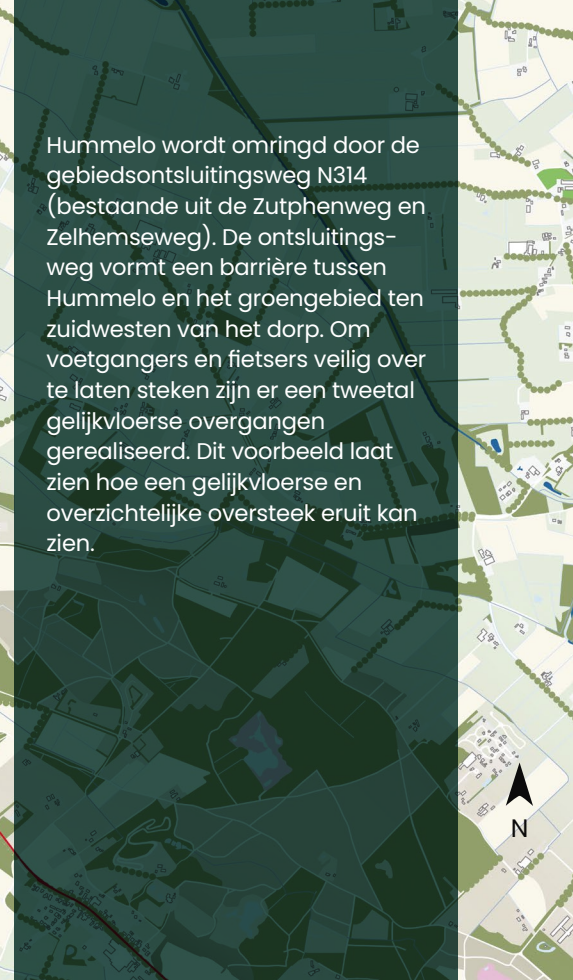 Hummelo wordt omringd door de
gebiedsontsluitingsweg N314
(bestaande uit de Zutphenweg en
Zelhemseweg). De ontsluitings-
weg vormt een barrière tussen
Hummelo en het groengebied ten
zuidwesten van het dorp. Om
voetgangers en fietsers veilig over
te laten steken zijn er een tweetal
gelijkvloerse overgangen
gerealiseerd. Dit voorbeeld laat
zien hoe een gelijkvloerse en
overzichtelijke oversteek eruit kan
zien.
N